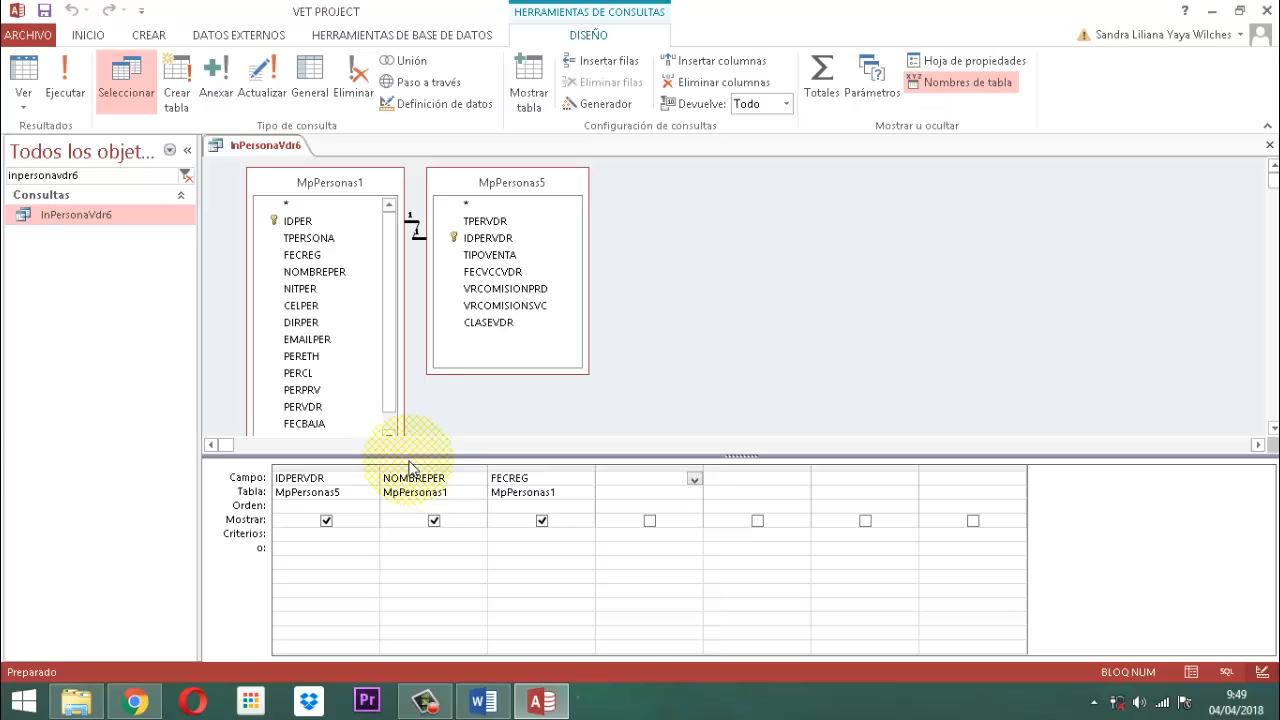 VET PROJECT
HERRAMIENTAS DE CONSULTAS
?
ARCHIVO
INICIO
CREAR
DATOS EXTERNOS
HERRAMIENTAS DE BASE DE DATOS
DISEÑO
Sandra Liliana Yaya Wilches
Ver
Ejecutar
Resultados
Seleccionar
Crear
tabla
Anexar
Actualizar
General
Eliminar
Unión
Paso a través
Definición de datos
Tipo de consulta
Mostrar
tabla
Insertar filas
Eliminar filas
Generador
Insertar columnas
Eliminar columnas
Devuelve: Todo
Configuración de consultas
Totales
Parámetros
Hoja de propiedades
XYZ Nombres de tabla
Mostrar u ocultar
Todos los objet...
inpersonavdr6
Consultas
InPersonaVdr6
InPersonaVdr6
MpPersonas1
*
IDPER
TPERSONA
FECREG
NOMBREPER
NITPER
CELPER
DIRPER
EMAILPER
PERETH
PERCL
PERPRV
PERVDR
FECBAJA
1
1
MpPersonas5
*
TPERVDR
IDPERVDR
TIPOVENTA
FECVCCVDR
VRCOMISIONPRD
VRCOMISIONSVC
CLASEVDR
Campo: IDPERVDR NOMBREPER FECREG
Tabla: MpPersonas5 MpPersonas1 MpPersonas1
Orden:
Mostrar:
Criterios:
o:
Preparado
BLOQ NUM
SQL
Pr
9:49
04/04/2018